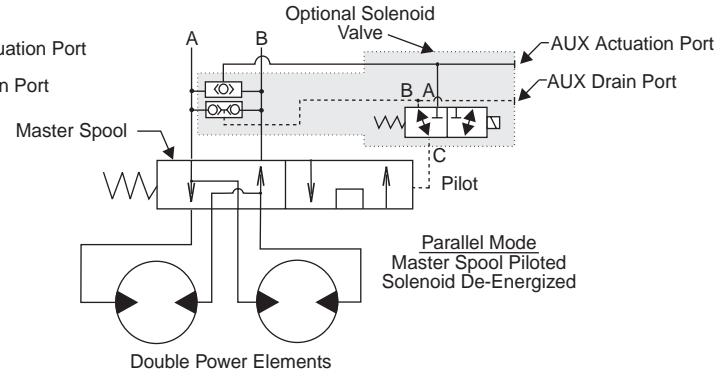 Optional Solenoid
Valve
A
B
uation Port
AUX Actuation Port
n Port
AUX Drain Port
B A
Master Spool
C
Pilot
Parallel Mode
Master Spool Piloted
Solenoid De-Energized
Double Power Elements